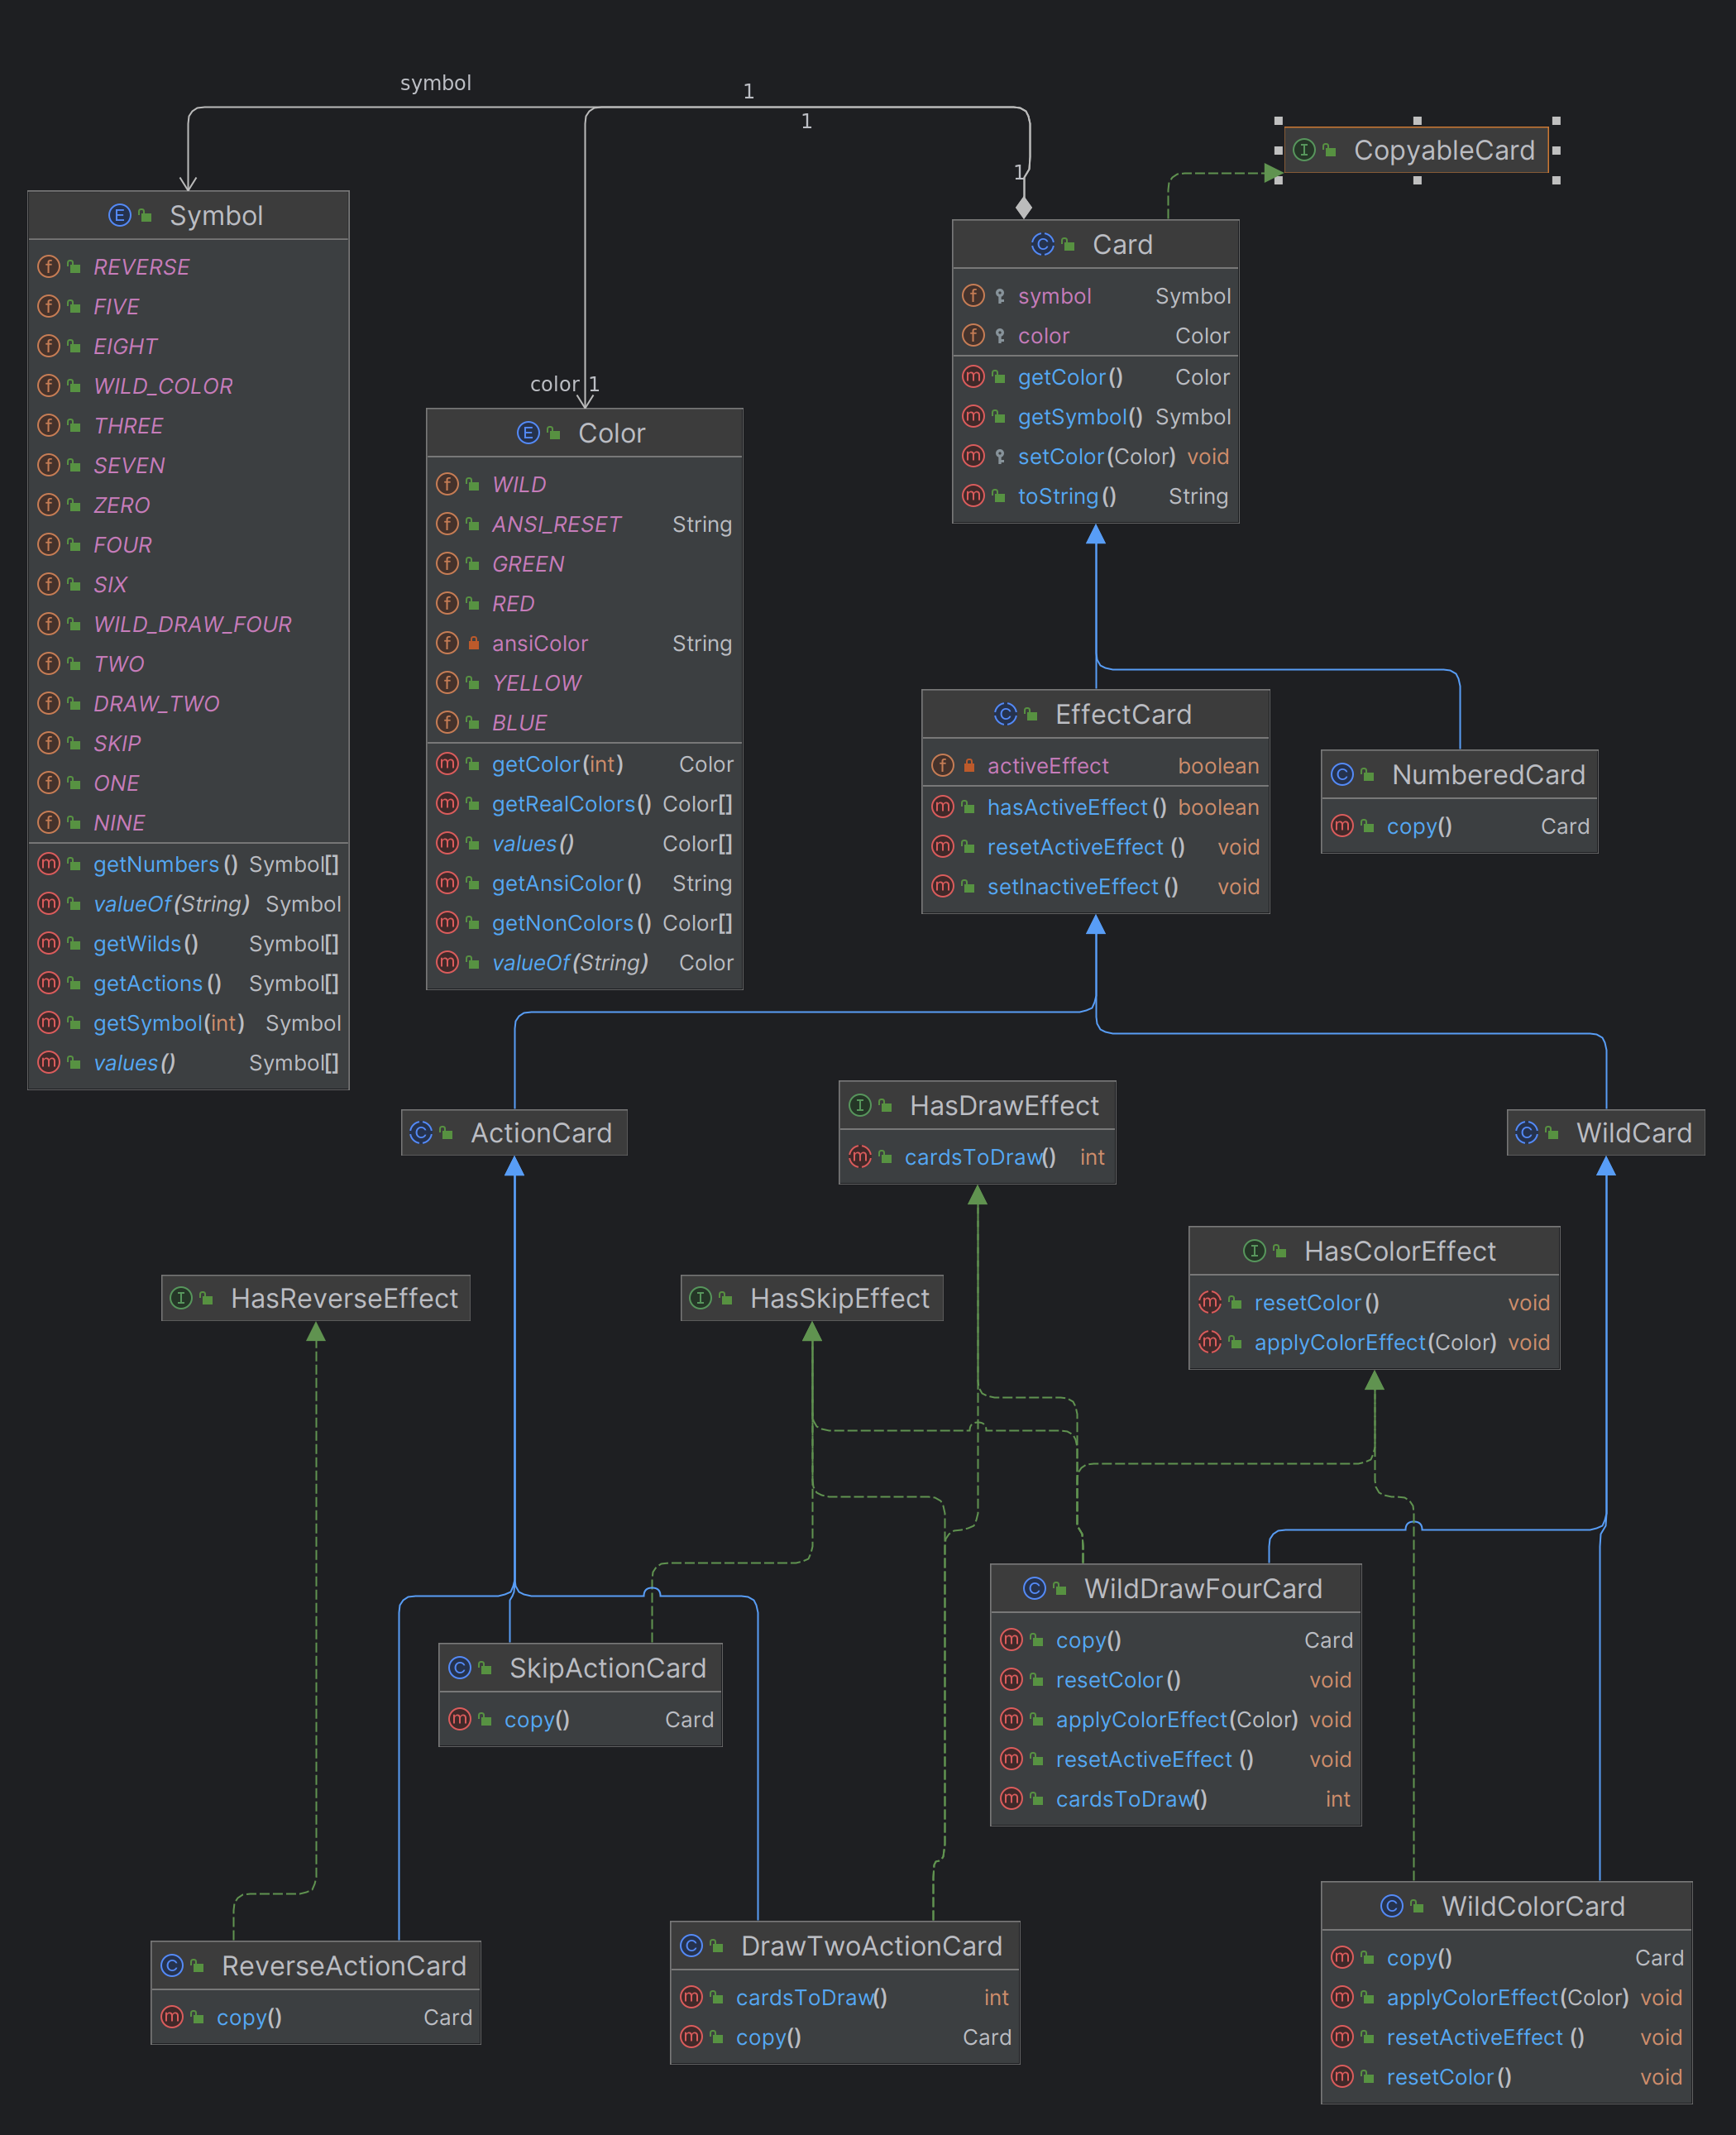 symbol
1
1
1
color 1
CopyableCard
Symbol
REVERSE
FIVE
EIGHT
WILD_COLOR
THREE
SEVEN
ZERO
FOUR
SIX
WILD_DRAW_FOUR
TWO
DRAW_TWO
SKIP
ONE
NINE
getNumbers() Symbol[]
valueOf(String) Symbol
getWilds() Symbol[]
getActions() Symbol[]
getSymbol(int) Symbol
values() Symbol[]
Color
WILD
ANSI_RESET String
GREEN
RED
ansiColor String
YELLOW
BLUE
getColor(int) Color
getRealColors() Color[]
values() Color[]
getAnsiColor() String
getNonColors() Color[]
valueOf(String) Color
Card
symbol Symbol
color Color
getColor() Color
getSymbol() Symbol
setColor(Color) void
toString() String
EffectCard
activeEffect boolean
hasActiveEffect() boolean
resetActiveEffect() void
setInactiveEffect() void
NumberedCard
copy() Card
ActionCard
HasDrawEffect
cardsToDraw() int
WildCard
HasReverseEffect
HasSkipEffect
HasColorEffect
resetColor() void
applyColorEffect(Color) void
SkipActionCard
copy() Card
WildDrawFourCard
copy() Card
resetColor() void
applyColorEffect(Color) void
resetActiveEffect() void
cardsToDraw() int
ReverseActionCard
copy() Card
DrawTwoActionCard
cardsToDraw() int
copy() Card
WildColorCard
copy() Card
applyColorEffect(Color) void
resetActiveEffect() void
resetColor() void